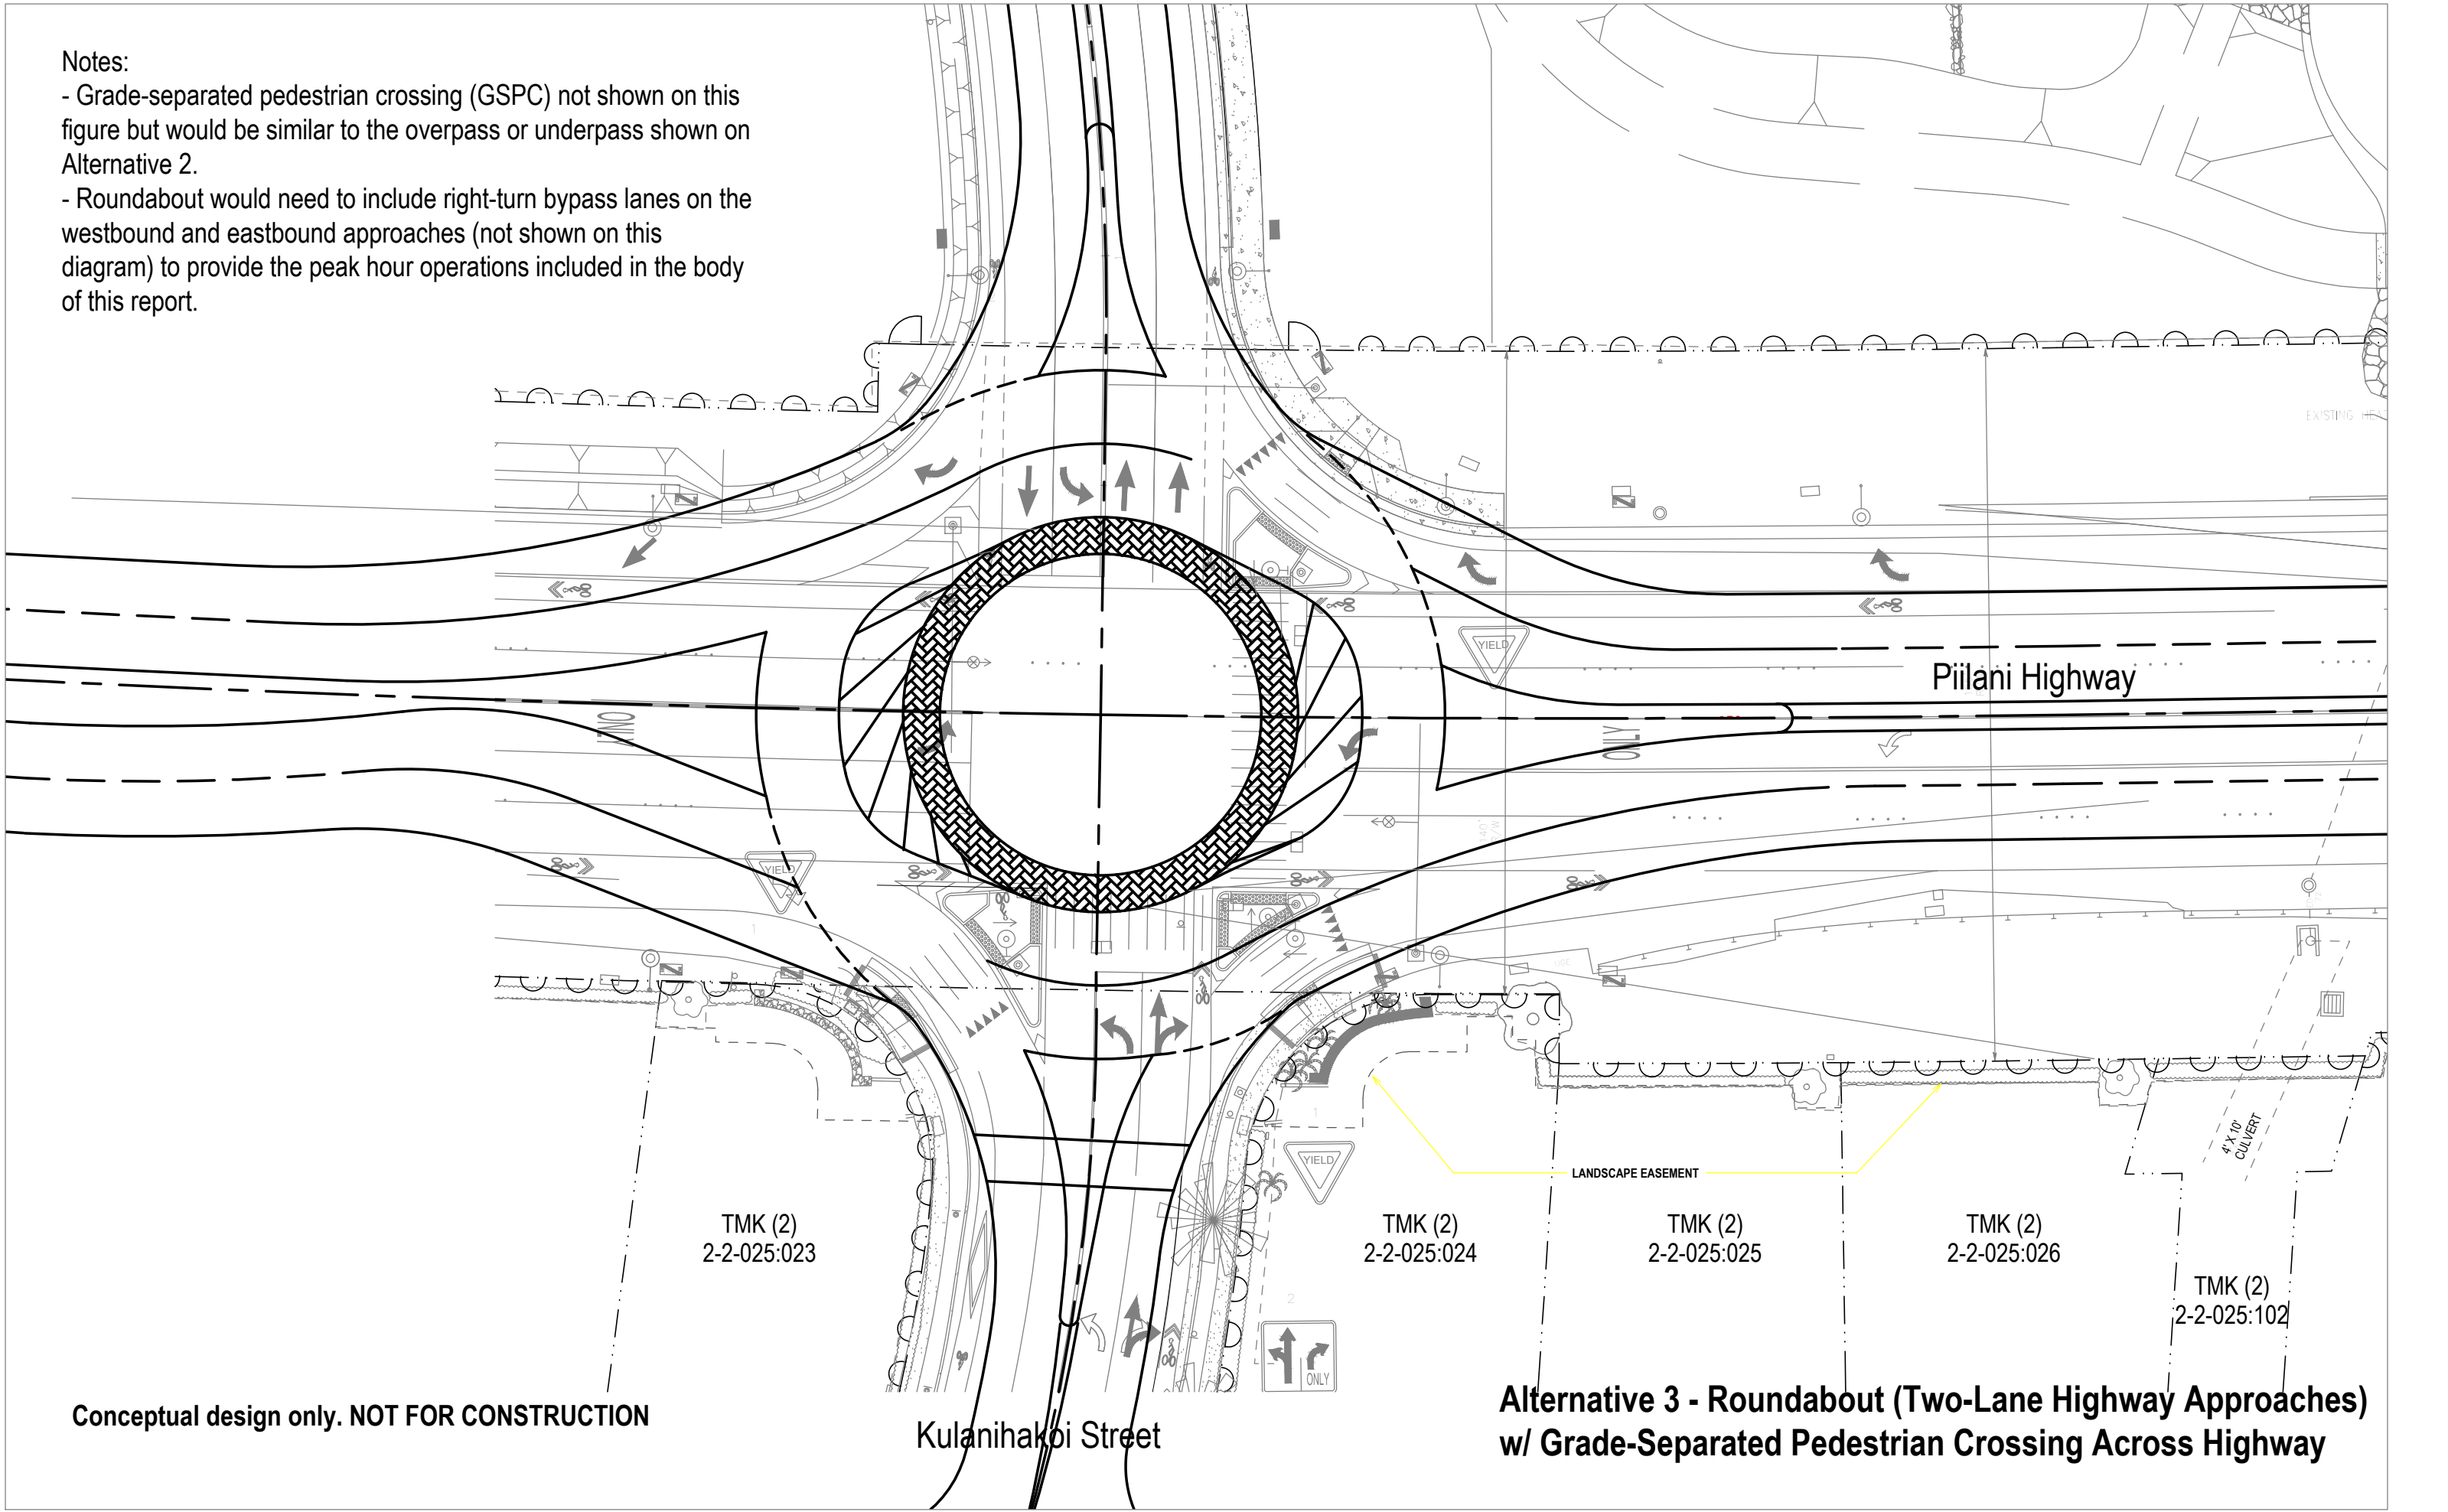 Notes:
- Grade-separated pedestrian crossing (GSPC) not shown on this
figure but would be similar to the overpass or underpass shown on
Alternative 2.
- Roundabout would need to include right-turn bypass lanes on the
westbound and eastbound approaches (not shown on this
diagram) to provide the peak hour operations included in the body
of this report.
EXISTING
YIELD
Piilani Highway
ONLY
YIELD
1
4' X 10'
CULVERT
1
YIELD
LANDSCAPE EASEMENT
TMK (2)
2-2-025:023
TMK (2)
2-2-025:024
TMK (2)
2-2-025:025
TMK (2)
2-2-025:026
TMK (2)
2-2-025:102
2
ONLY
Conceptual design only. NOT FOR CONSTRUCTION
Kulanihakoi Street
Alternative 3 - Roundabout (Two-Lane Highway Approaches)
w/ Grade-Separated Pedestrian Crossing Across Highway